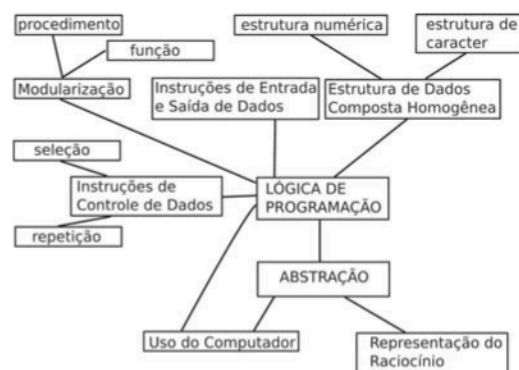 procedimento
função
Modularização
estrutura numérica
estrutura de
caracter
Instruções de Entrada
e Saída de Dados
Estrutura de Dados
Composta Homogênea
seleção
Instruções de
Controle de Dados
repetição
LÓGICA DE
PROGRAMAÇÃO
ABSTRAÇÃO
Uso do Computador
Representação do
Raciocínio